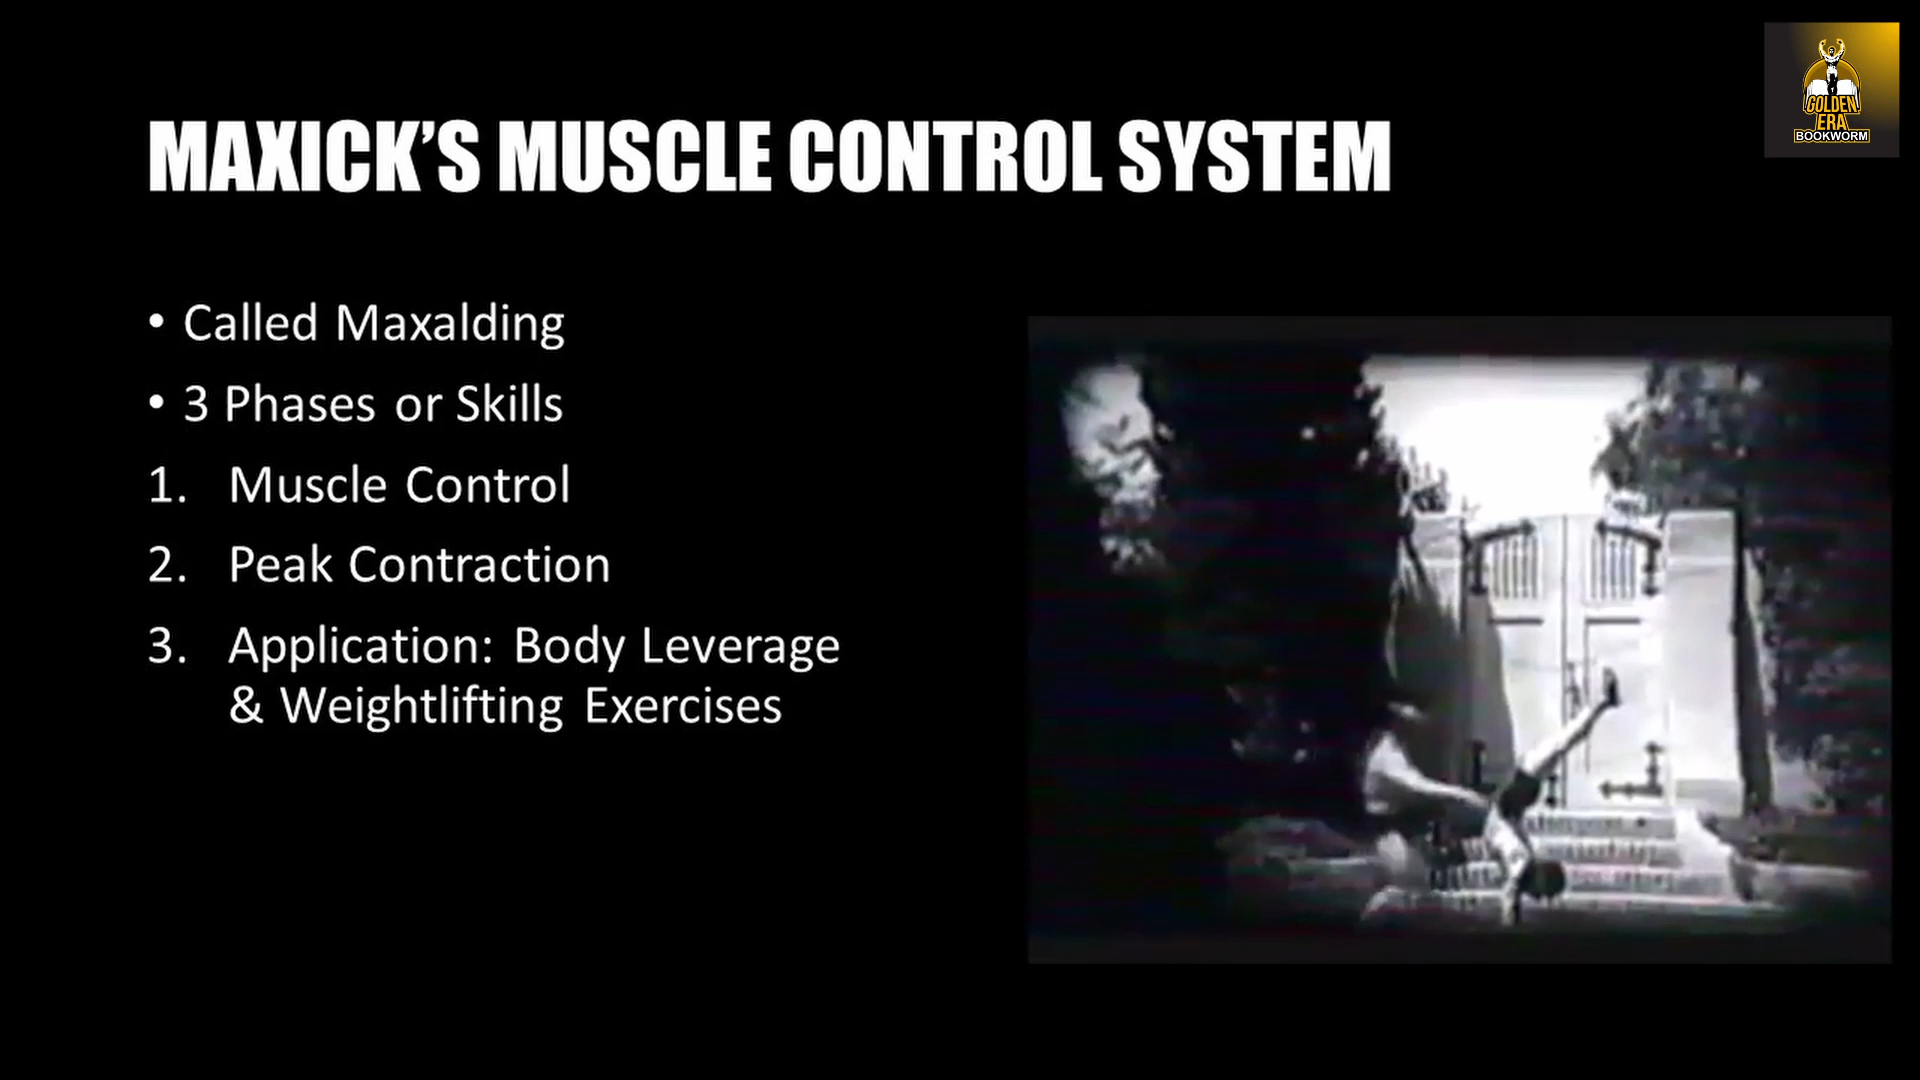 GOLDEN
ERA
BOOKWORM
MAXICK’S MUSCLE CONTROL SYSTEM
• Called Maxalding
• 3 Phases or Skills
1. Muscle Control
2. Peak Contraction
3. Application: Body Leverage
& Weightlifting Exercises